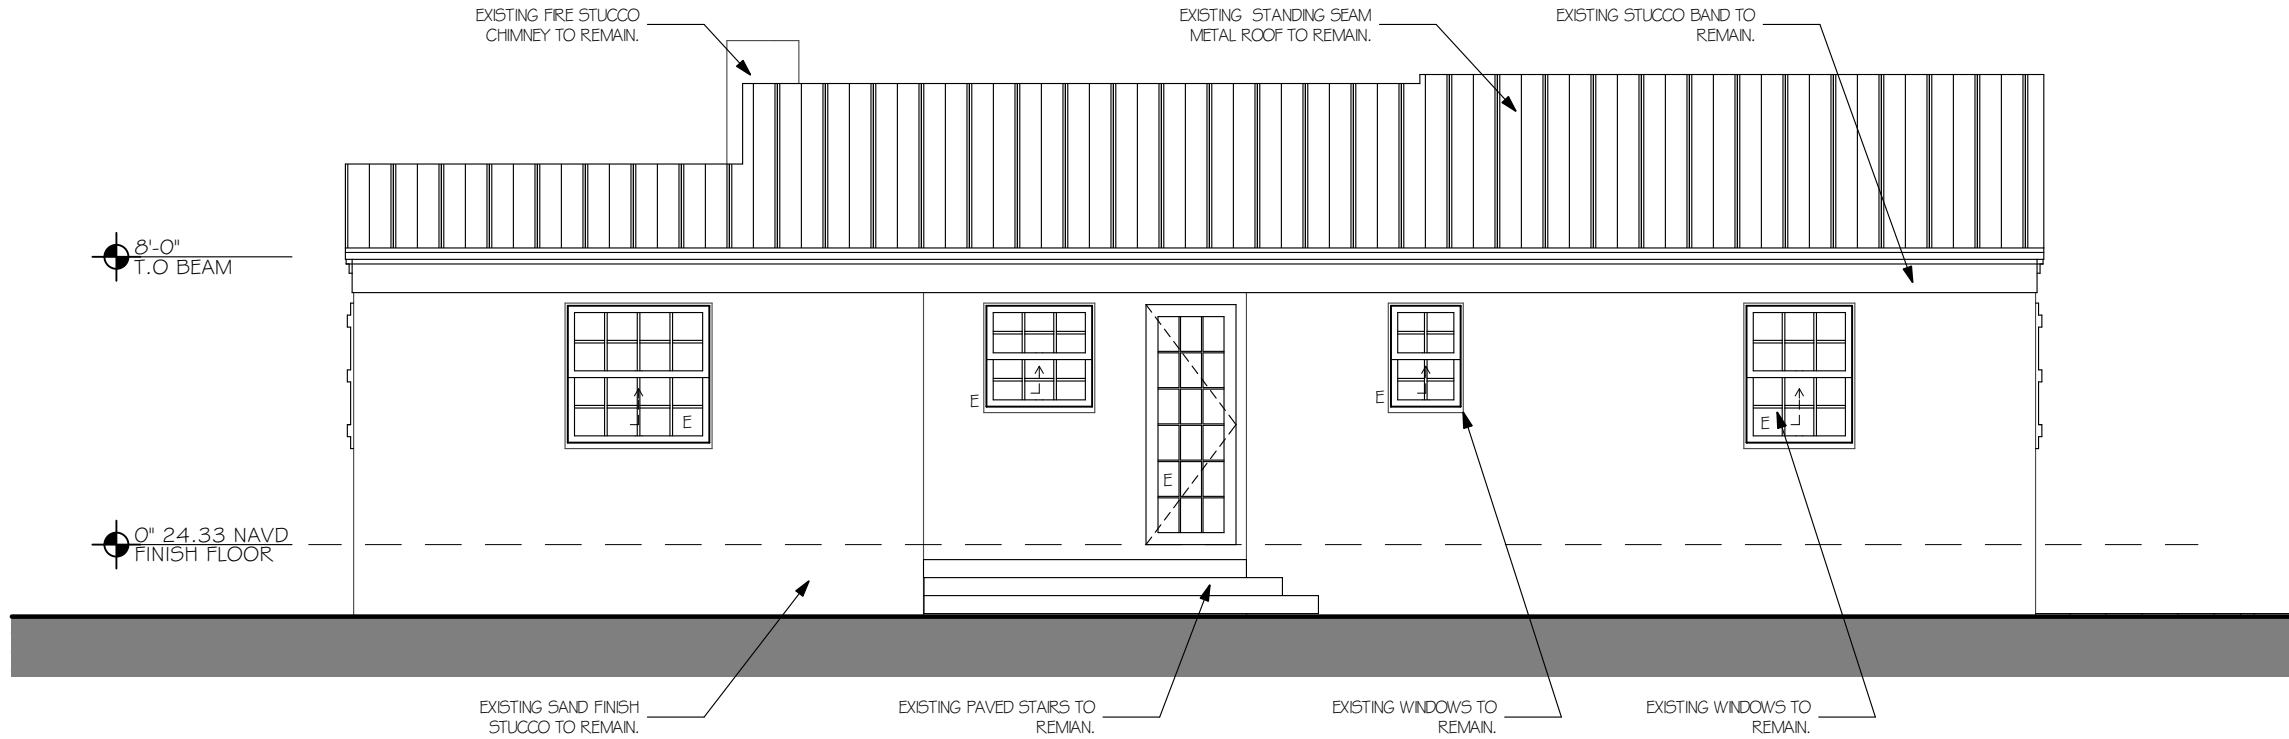 EXISTING FIRE STUCCO
CHIMNEY TO REMAIN.
EXISTING STANDING SEAM
METAL ROOF TO REMAIN.
EXISTING STUCCO BAND TO
REMAIN.
8'-0"
T.O BEAM
E
E
E
E
E
0" 24.33 NAVD
FINISH FLOOR
EXISTING SAND FINISH
STUCCO TO REMAIN.
EXISTING PAVED STAIRS TO
REMIAN.
EXISTING WINDOWS TO
REMAIN.
EXISTING WINDOWS TO
REMAIN.